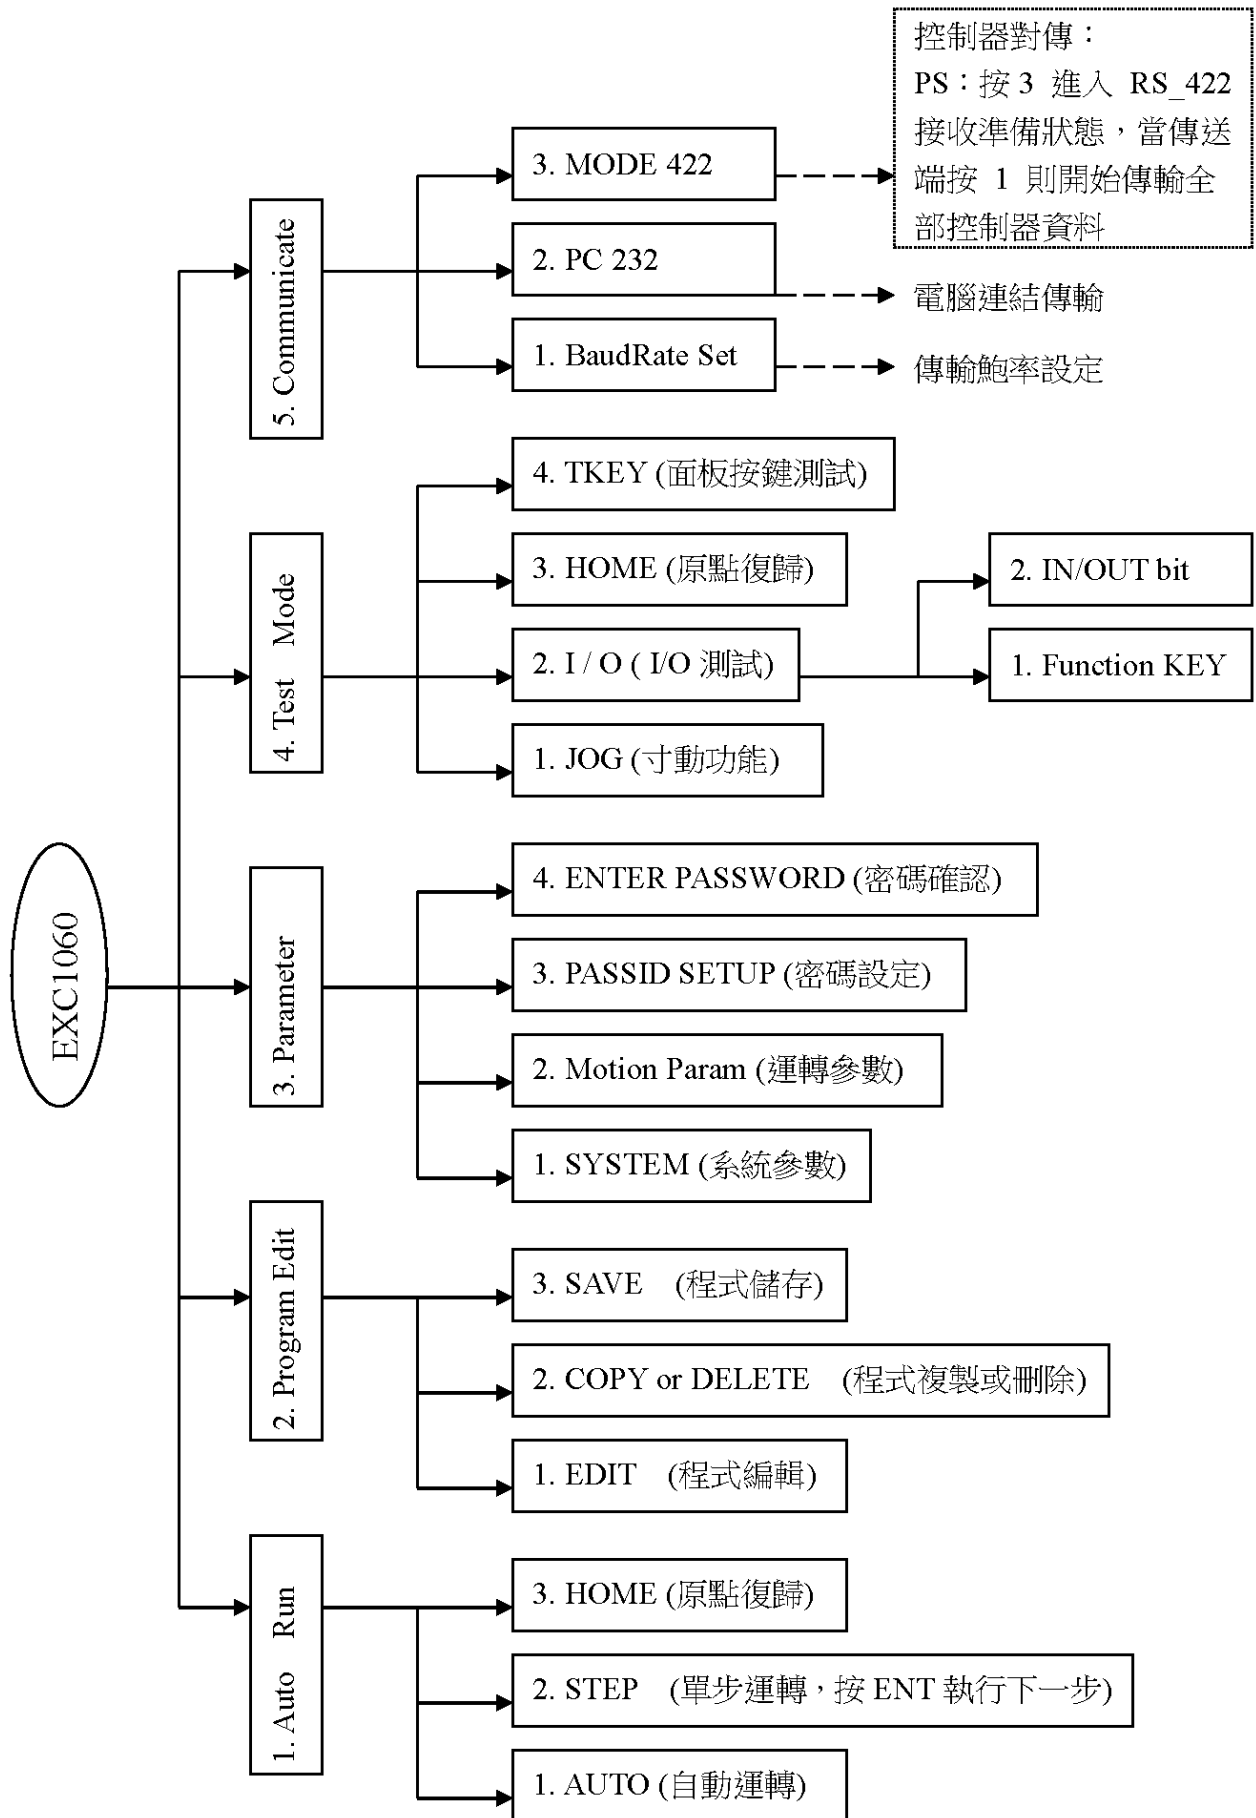 控制器對傳：
PS：按 3 進入 RS_422
接收準備狀態，當傳送
端按 1 則開始傳輸全
部控制器資料
3. MODE 422
2. PC 232
電腦連結傳輸
1. BaudRate Set
傳輸鮑率設定
5. Communicate
4. TKEY (面板按鍵測試)
3. HOME (原點復歸)
2. IN/OUT bit
2. I / O ( I/O 測試)
1. Function KEY
1. JOG (寸動功能)
4. Test Mode
EXC1060
4. ENTER PASSWORD (密碼確認)
3. PASSID SETUP (密碼設定)
2. Motion Param (運轉參數)
1. SYSTEM (系統參數)
3. Parameter
3. SAVE (程式儲存)
2. COPY or DELETE (程式複製或刪除)
1. EDIT (程式編輯)
2. Program Edit
3. HOME (原點復歸)
2. STEP (單步運轉，按 ENT 執行下一步)
1. AUTO (自動運轉)
1. Auto Run